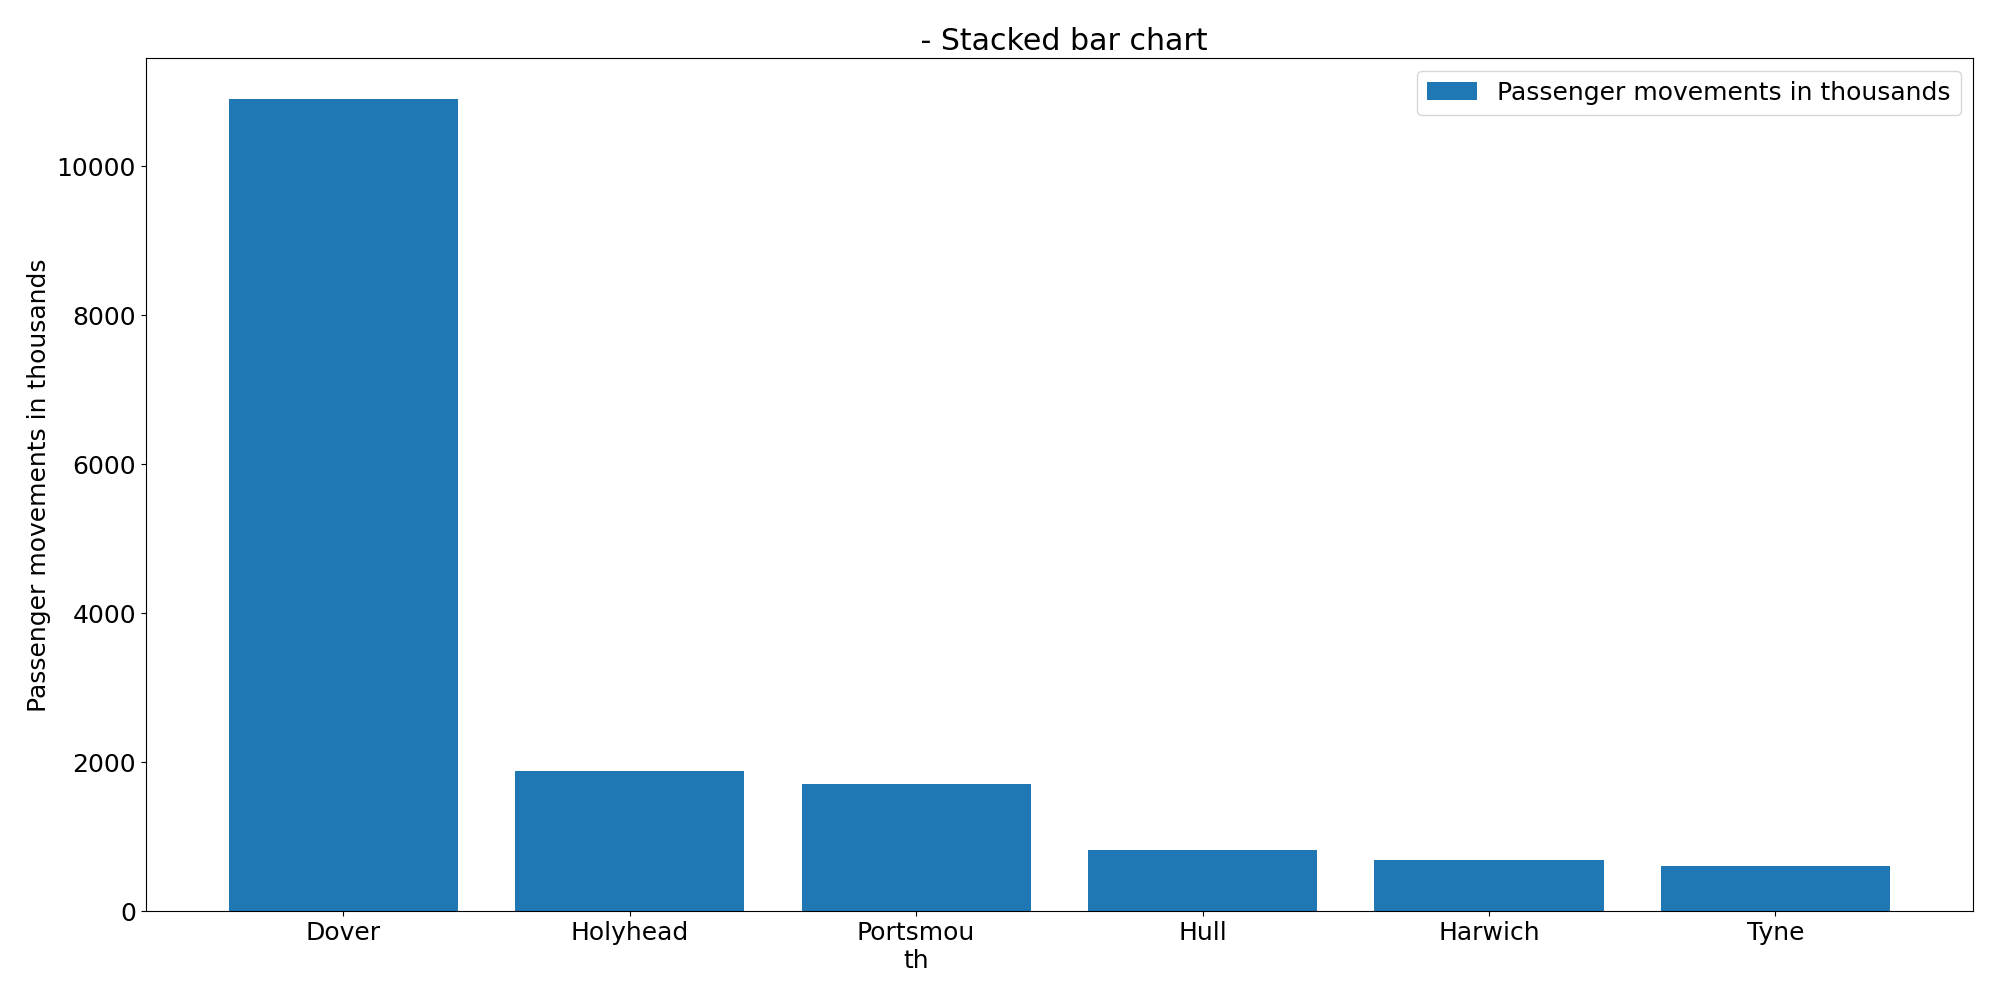 - Stacked bar chart
Passenger movements in thousands
Passenger movements in thousands
10000
8000
6000
4000
2000
0
Dover
Holyhead
Portsmou
th
Hull
Harwich
Tyne